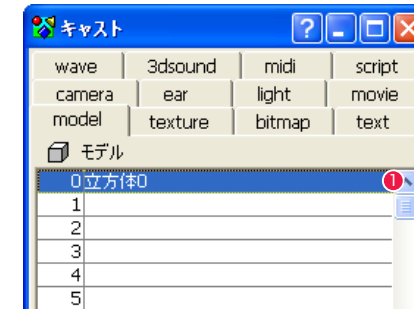 キャスト
wave 3dsound midi script
camera ear light movie
model texture bitmap text
モデル
0 立方体0 1
1
2
3
4
5